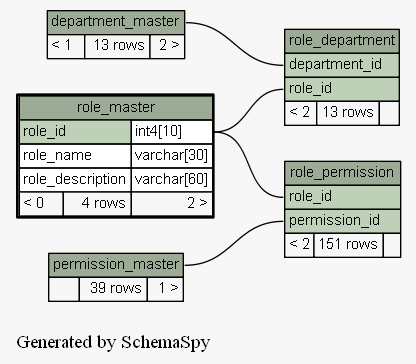 department_master
< 1 13 rows 2 >
role_department
department_id
role_id
< 2 13 rows
role_master
role_id int4[10]
role_name varchar[30]
role_description varchar[60]
< 0 4 rows 2 >
role_permission
role_id
permission_id
< 2 151 rows
permission_master
39 rows 1 >
Generated by SchemaSpy